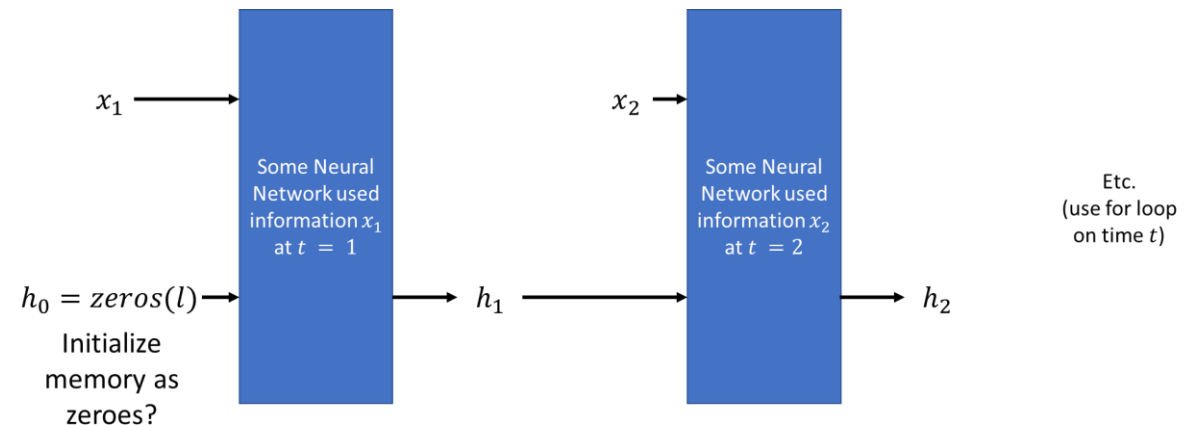 x₁
Some Neural
Network used
information x₁
at t = 1
h₀ = zeros(l)
Initialize
memory as
zeroes?
h₁
x₂
Some Neural
Network used
information x₂
at t = 2
h₂
Etc.
(use for loop
on time t)